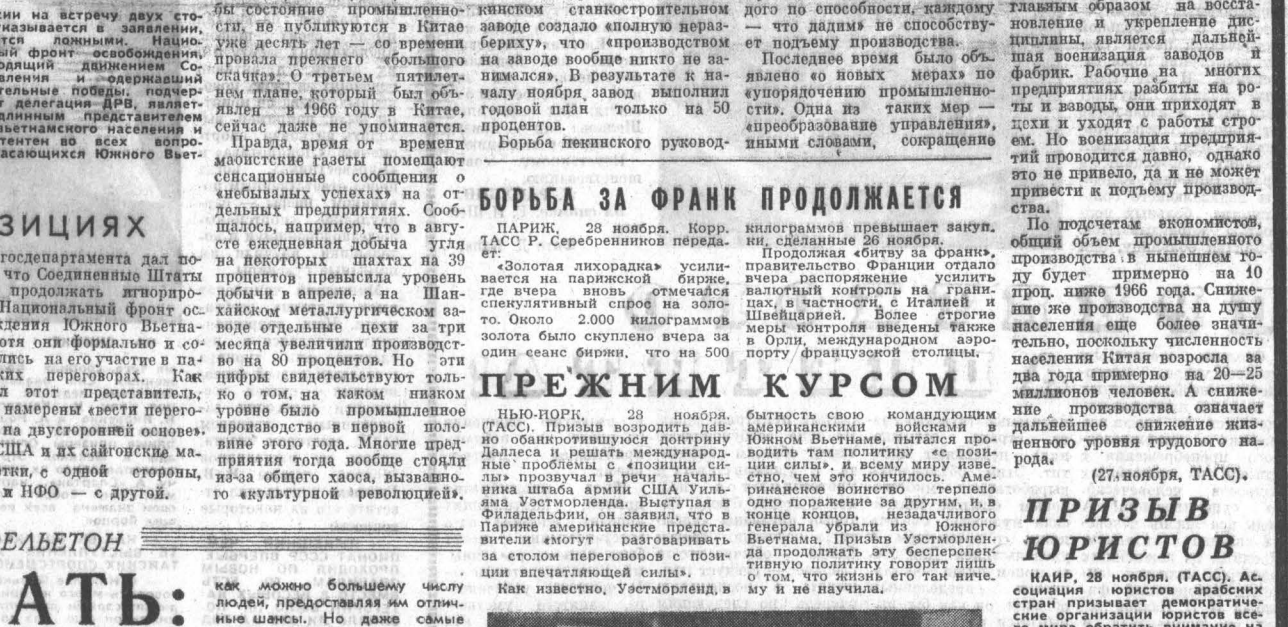 сии на встречу двух сто-
казывается в заявлении,
тся ложными. Нацио-
ый фронт освобождения,
одящий движением Со-
вления и одержавший
тельные победы, подчер-
т делегация ДРВ, являет-
длинным представителем
вьетнамского населения и
тентен во всех вопро-
асающихся Южного Вьет-
ЗИЦИЯХ
госдепартамента дал по-
что Соединенные Штаты
продолжать игнориро-
Национальный фронт ос-
ждения Южного Вьетна-
отя они формально и со-
лись на его участие в па-
ких переговорах. Как
л этот представитель,
намерены «вести перего-
на двусторонней основе».
США и их сайгонские ма-
етки, с одной стороны,
и НФО — с другой.
бы состояние промышленно-
сти, не публикуются в Китае
уже десять лет — со времени
провала прежнего «большого
скачка». О третьем пятилет-
нем плане, который был объ-
явлен в 1966 году в Китае,
сейчас даже не упоминается.
Правда, время от времени
маоистские газеты помещают
сенсационные сообщения о
«небывалых успехах» на от-
дельных предприятиях. Сооб-
щалось, например, что в авгу-
сте ежедневная добыча угля
на некоторых шахтах на 39
процентов превысила уровень
добычи в апреле, а на Шан-
хайском металлургическом за-
воде отдельные цехи за три
месяца увеличили производст-
во на 80 процентов. Но эти
цифры свидетельствуют толь-
ко о том, на каком низком
уровне было промышленное
производство в первой поло-
вине этого года. Многие пред-
приятия тогда вообще стояли
из-за общего хаоса, вызванно-
го «культурной революцией».
кинском станкостроительном
заводе создало «полную нераз-
бериху», что «производством
на заводе вообще никто не за-
нимался». В результате к на-
чалу ноября завод выполнил
годовой план только на 50
процентов.
Борьба пекинского руковод-
дого по способности, каждому
— что дадим» не способству-
ет подъему производства.
Последнее время было объ-
явлено «о новых мерах» по
«упорядочению промышленно-
сти». Одна из таких мер —
«преобразование управления»,
иными словами, сокращение
БОРЬБА ЗА ФРАНК ПРОДОЛЖАЕТСЯ
ПАРИЖ, 28 ноября. Корр.
ТАСС Р. Серебренников переда-
ет:
«Золотая лихорадка» усили-
вается на парижской бирже,
где вчера вновь отмечался
спекулятивный спрос на золо-
то. Около 2.000 килограммов
золота было скуплено вчера за
один сеанс биржи, что на 500
килограммов превышает закуп-
ки, сделанные 26 ноября.
Продолжая «битву за франк»,
правительство Франции отдало
вчера распоряжение усилить
валютный контроль на грани-
цах, в частности, с Италией и
Швейцарией. Более строгие
меры контроля введены также
в Орли, международном аэро-
порту французской столицы.
ПРЕЖНИМ КУРСОМ
НЬЮ-ЙОРК, 28 ноября.
(ТАСС). Призыв возродить дав-
но обанкротившуюся доктрину
Даллеса и решать международ-
ные проблемы с «позиции си-
лы» прозвучал в речи началь-
ника штаба армии США Уиль-
яма Уэстморленда. Выступая в
Филадельфии, он заявил, что в
Париже американские предста-
вители «могут разговаривать
за столом переговоров с пози-
ции впечатляющей силы».
Как известно, Уэстморленд, в
бытность свою командующим
американскими войсками в
Южном Вьетнаме, пытался про-
водить там политику «с пози-
ции силы», и всему миру изве-
стно, чем это кончилось. Аме-
риканское воинство терпело
одно поражение за другим, и, в
конце концов, незадачливого
генерала убрали из Южного
Вьетнама. Призыв Уэстморлен-
да продолжать эту бесперспек-
тивную политику говорит лишь
о том, что жизнь его так ниче-
му и не научила.
главным образом на восста-
новление и укрепление дис-
циплины, является дальней-
шая военизация заводов и
фабрик. Рабочие на многих
предприятиях разбиты на ро-
ты и взводы, они приходят в
цехи и уходят с работы стро-
ем. Но военизация предприя-
тий проводится давно, однако
это не привело, да и не может
привести к подъему производ-
ства.
По подсчетам экономистов,
общий объем промышленного
производства в нынешнем го-
ду будет примерно на 10
проц. ниже 1966 года. Сниже-
ние же производства на душу
населения еще более значи-
тельно, поскольку численность
населения Китая возросла за
два года примерно на 20—25
миллионов человек. А сниже-
ние производства означает
дальнейшее снижение жиз-
ненного уровня трудового на-
рода.
(27 ноября, ТАСС).
ПРИЗЫВ
ЮРИСТОВ
КАИР, 28 ноября. (ТАСС). Ас-
социация юристов арабских
стран призывает демократиче-
ские организации юристов все-
ЕЛЬЕТОН
АТЬ:
как можно большему числу
людей, предоставляя им отлич-
ные шансы. Но даже самые